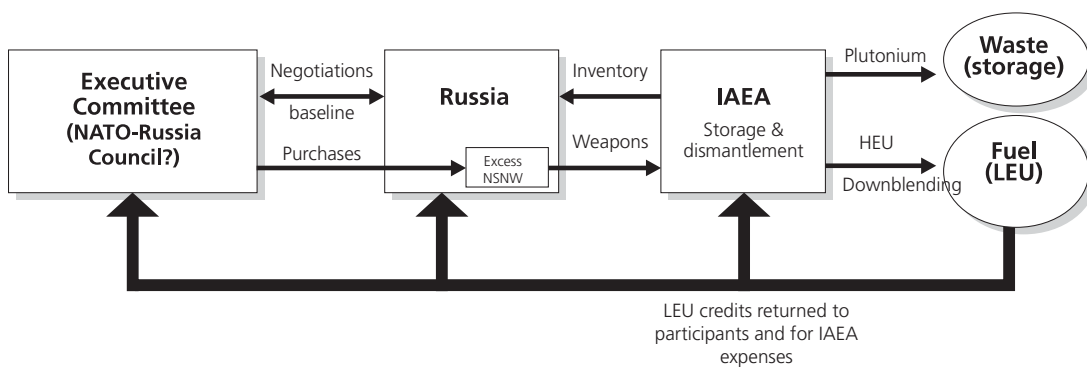 Executive
Committee
(NATO-Russia
Council?)
Negotiations
baseline
Purchases
Russia
Excess
NSNW
Inventory
Weapons
IAEA
Storage &
dismantlement
Plutonium
HEU
Downblending
Waste
(storage)
Fuel
(LEU)
LEU credits returned to
participants and for IAEA
expenses